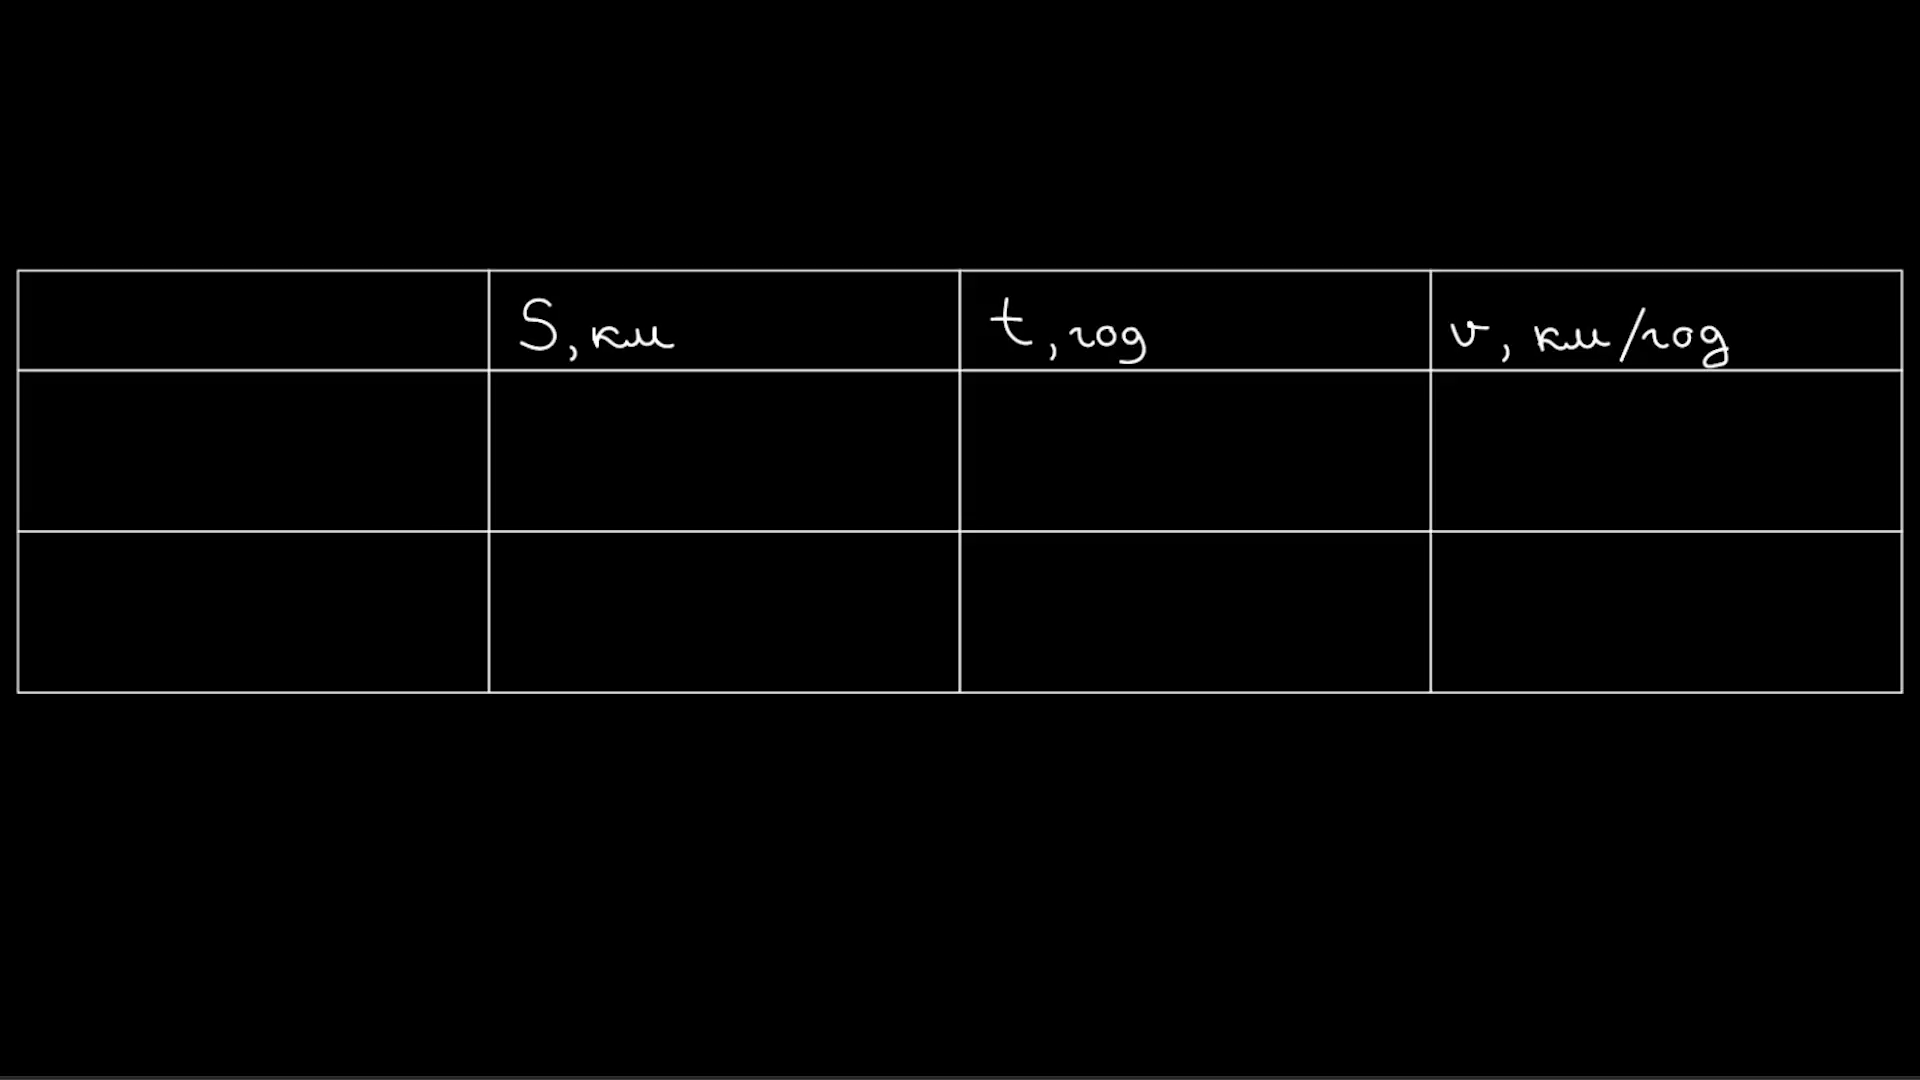 S, км t, год v, км/год